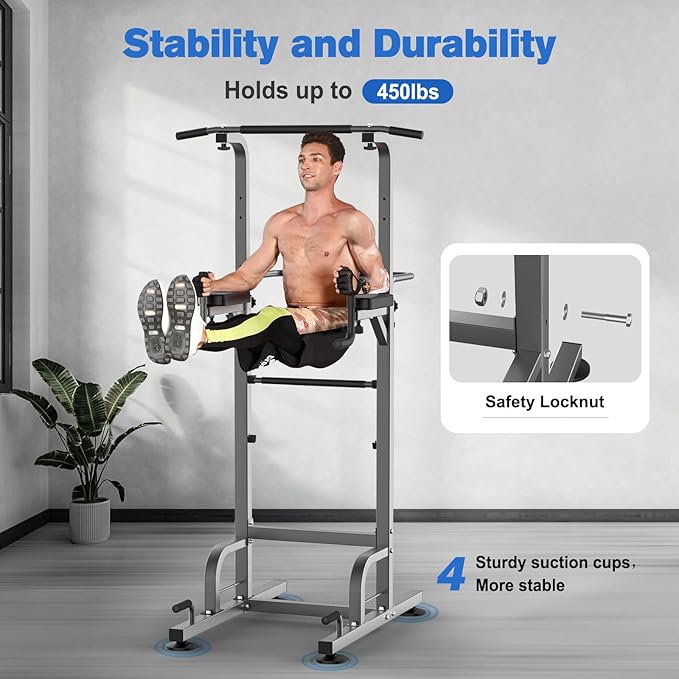 Stability and Durability
Holds up to 450lbs
Safety Locknut
4 Sturdy suction cups,
More stable